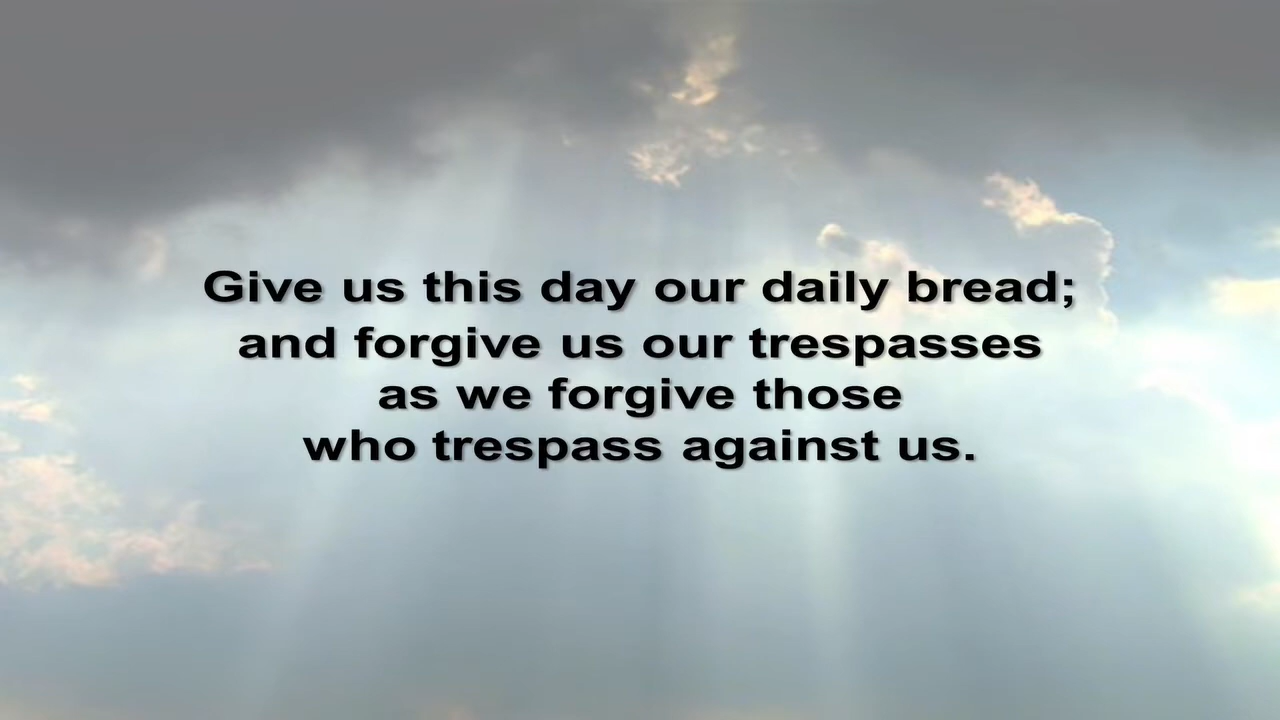 Give us this day our daily bread;
and forgive us our trespasses
as we forgive those
who trespass against us.